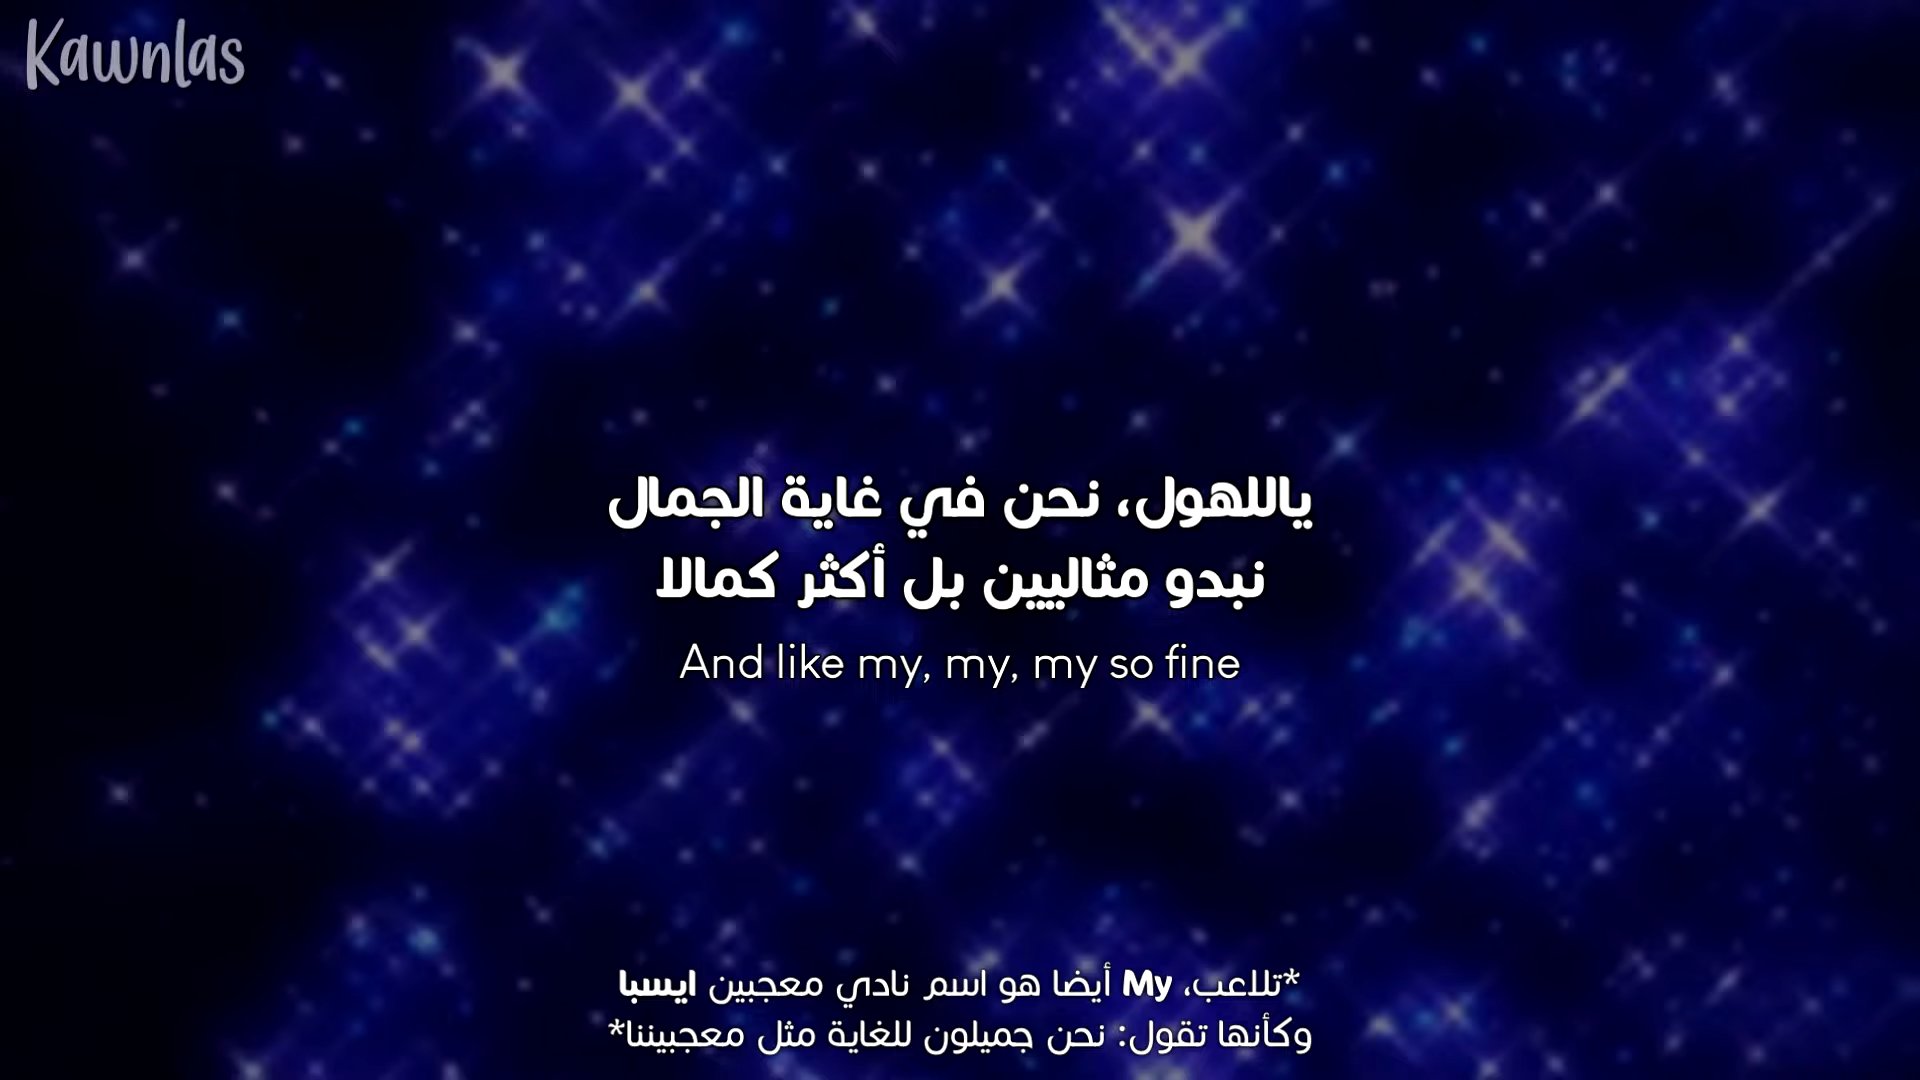 Kawnlas
ياللهول، نحن في غاية الجمال
نبدو مثاليين بل أكثر كمالا
And like my, my, my so fine
*تلاعب، My أيضا هو اسم نادي معجبين ايسبا
وكأنها تقول: نحن جميلون للغاية مثل معجبيننا*